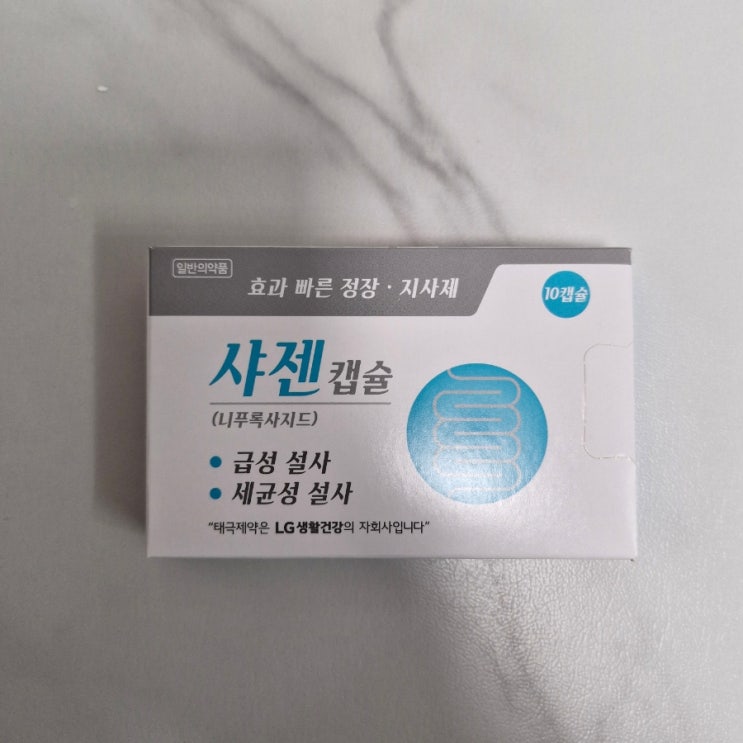 일반의약품
효과 빠른 정장 · 지사제
10캡슐
샤젠 캡슐
(니푸록사지드)
• 급성 설사
• 세균성 설사
"태극제약은 LG생활건강의 자회사입니다"